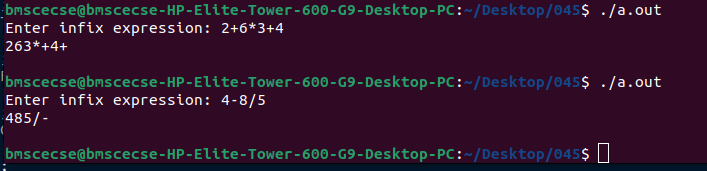 bmscecse@bmscecse-HP-Elite-Tower-600-G9-Desktop-PC:~/Desktop/045$ ./a.out
Enter infix expression: 2+6*3+4
263*+4+
bmscecse@bmscecse-HP-Elite-Tower-600-G9-Desktop-PC:~/Desktop/045$ ./a.out
Enter infix expression: 4-8/5
485/-
bmscecse@bmscecse-HP-Elite-Tower-600-G9-Desktop-PC:~/Desktop/045$